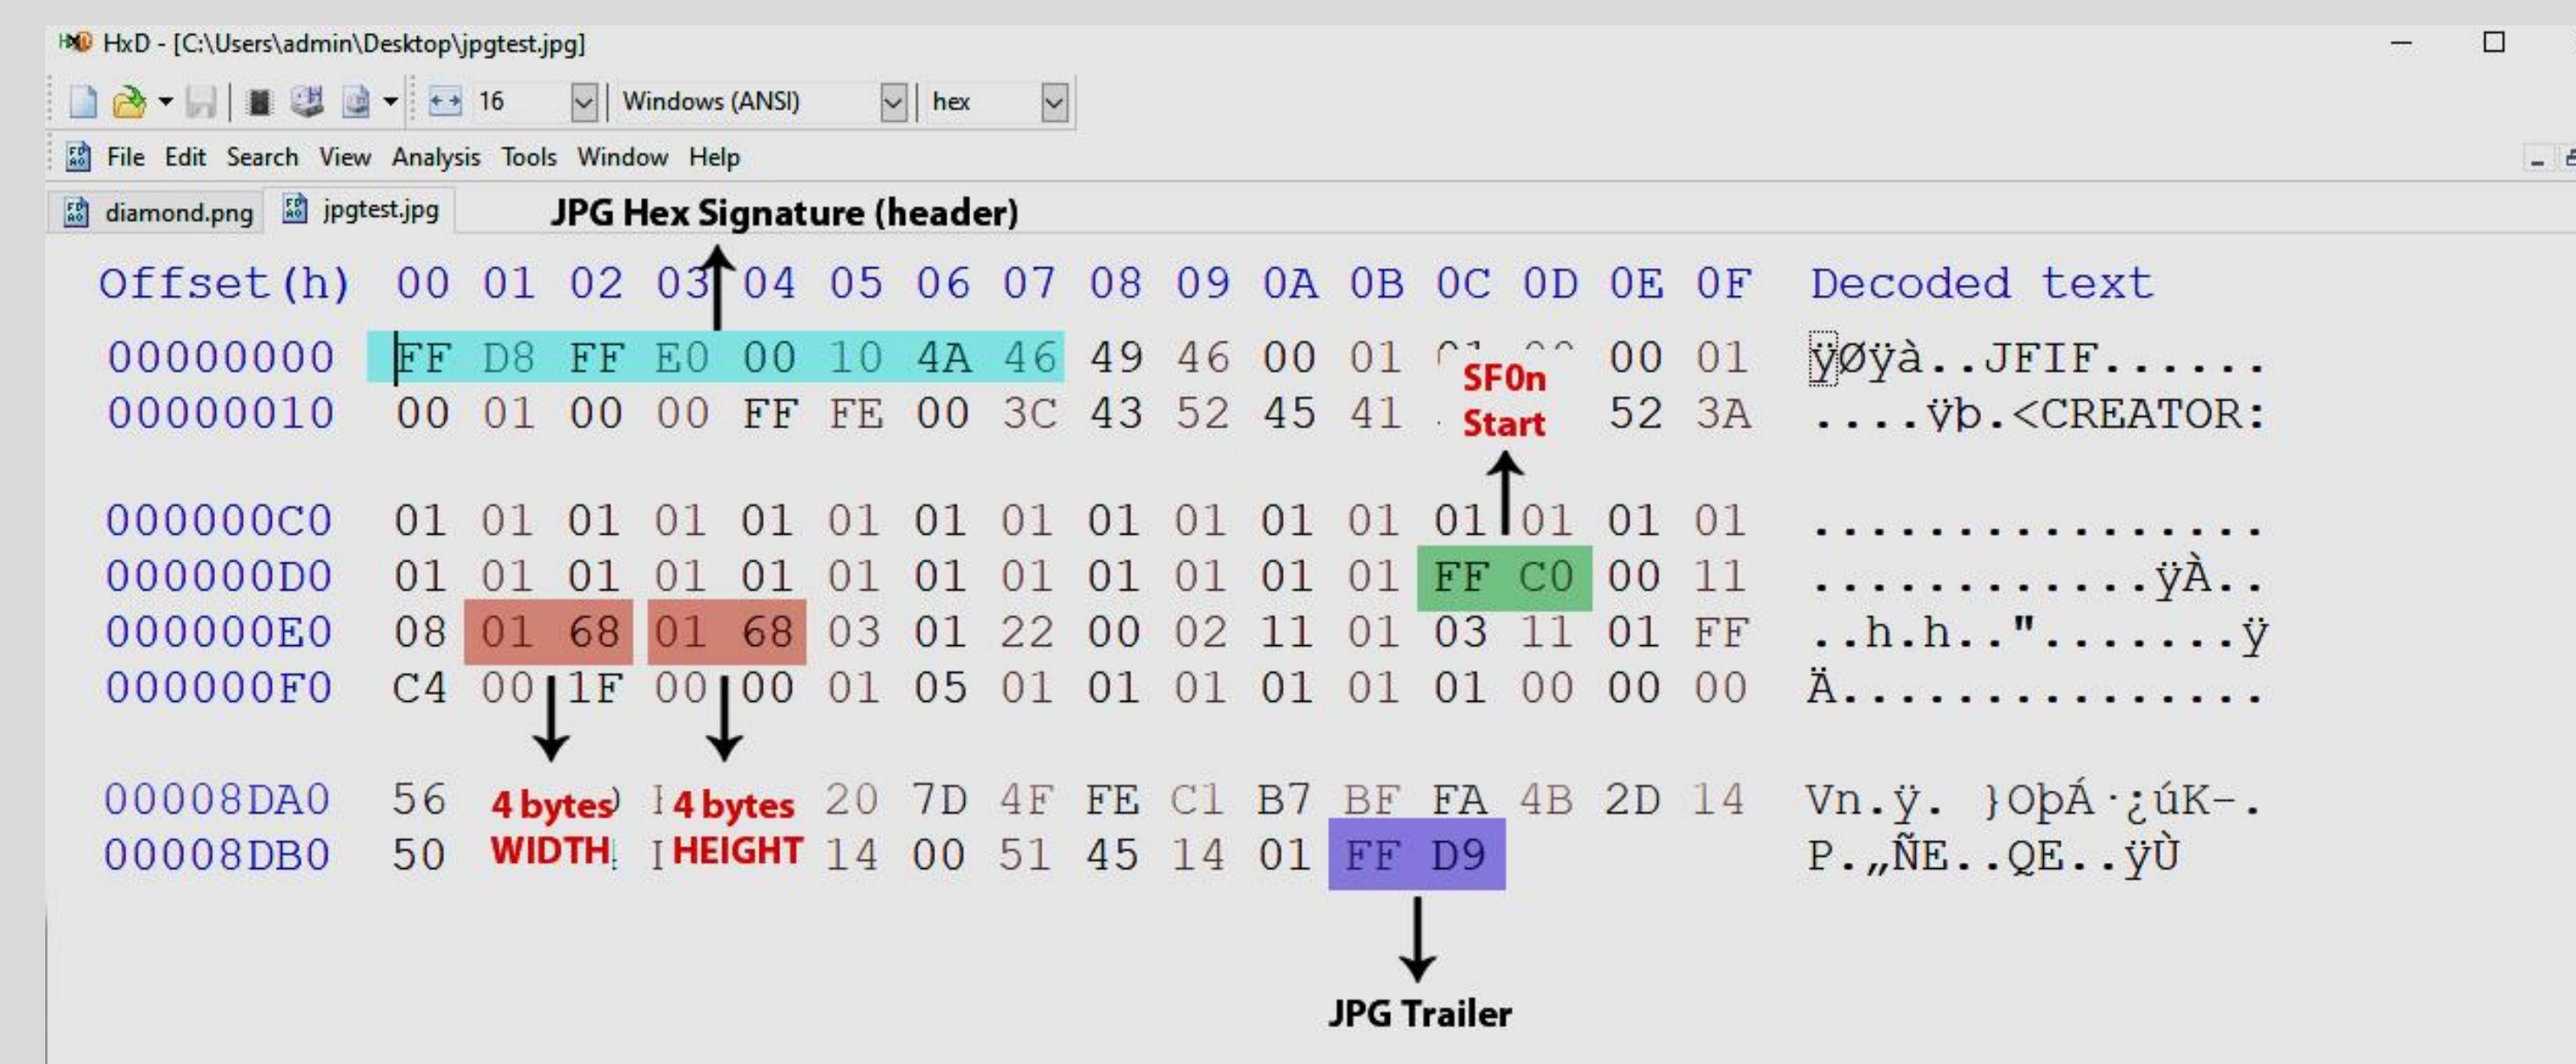 HxD - [C:\Users\admin\Desktop\jpgtest.jpg]
16 Windows (ANSI) hex
File Edit Search View Analysis Tools Window Help
diamond.png jpgtest.jpg
JPG Hex Signature (header)
Offset(h) 00 01 02 03 04 05 06 07 08 09 0A 0B 0C 0D 0E 0F Decoded text
00000000 FF D8 FF E0 00 10 4A 46 49 46 00 01 00 01 ÿØÿà..JFIF......
SF0n
00000010 00 01 00 00 FF FE 00 3C 43 52 45 41 52 3A ....ÿþ.<CREATOR:
Start
000000C0 01 01 01 01 01 01 01 01 01 01 01 01 01 01 01 01 ................
000000D0 01 01 01 01 01 01 01 01 01 01 01 01 FF C0 00 11 ............ÿÀ..
000000E0 08 01 68 01 68 03 01 22 00 02 11 01 03 11 01 FF ..h.h..".......ÿ
000000F0 C4 00 1F 00 00 01 05 01 01 01 01 01 01 00 00 00 Ä...............
00008DA0 56 20 7D 4F FE C1 B7 BF FA 4B 2D 14 Vn.ÿ. }OþÁ·¿úK-.
4 bytes 4 bytes
00008DB0 50 14 00 51 45 14 01 FF D9 P.„ÑE..QE..ÿÙ
WIDTH HEIGHT
JPG Trailer